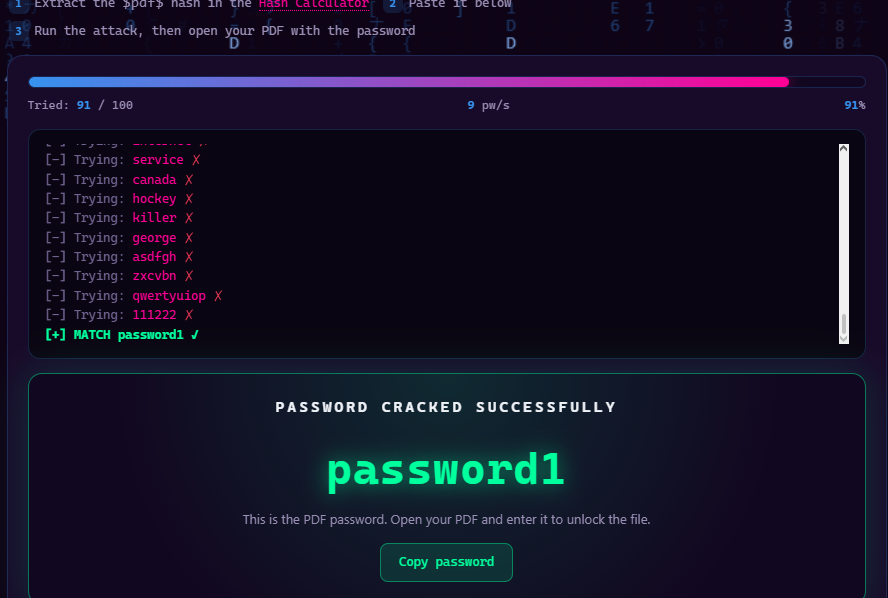 1 Extract the $pdf$ hash in the Hash Calculator 2 Paste it below
3 Run the attack, then open your PDF with the password
Tried: 91 / 100 9 pw/s 91%
[-] Trying: service ✗
[-] Trying: canada ✗
[-] Trying: hockey ✗
[-] Trying: killer ✗
[-] Trying: george ✗
[-] Trying: asdfgh ✗
[-] Trying: zxcvbn ✗
[-] Trying: qwertyuiop ✗
[-] Trying: 111222 ✗
[+] MATCH password1 ✓
PASSWORD CRACKED SUCCESSFULLY
password1
This is the PDF password. Open your PDF and enter it to unlock the file.
Copy password